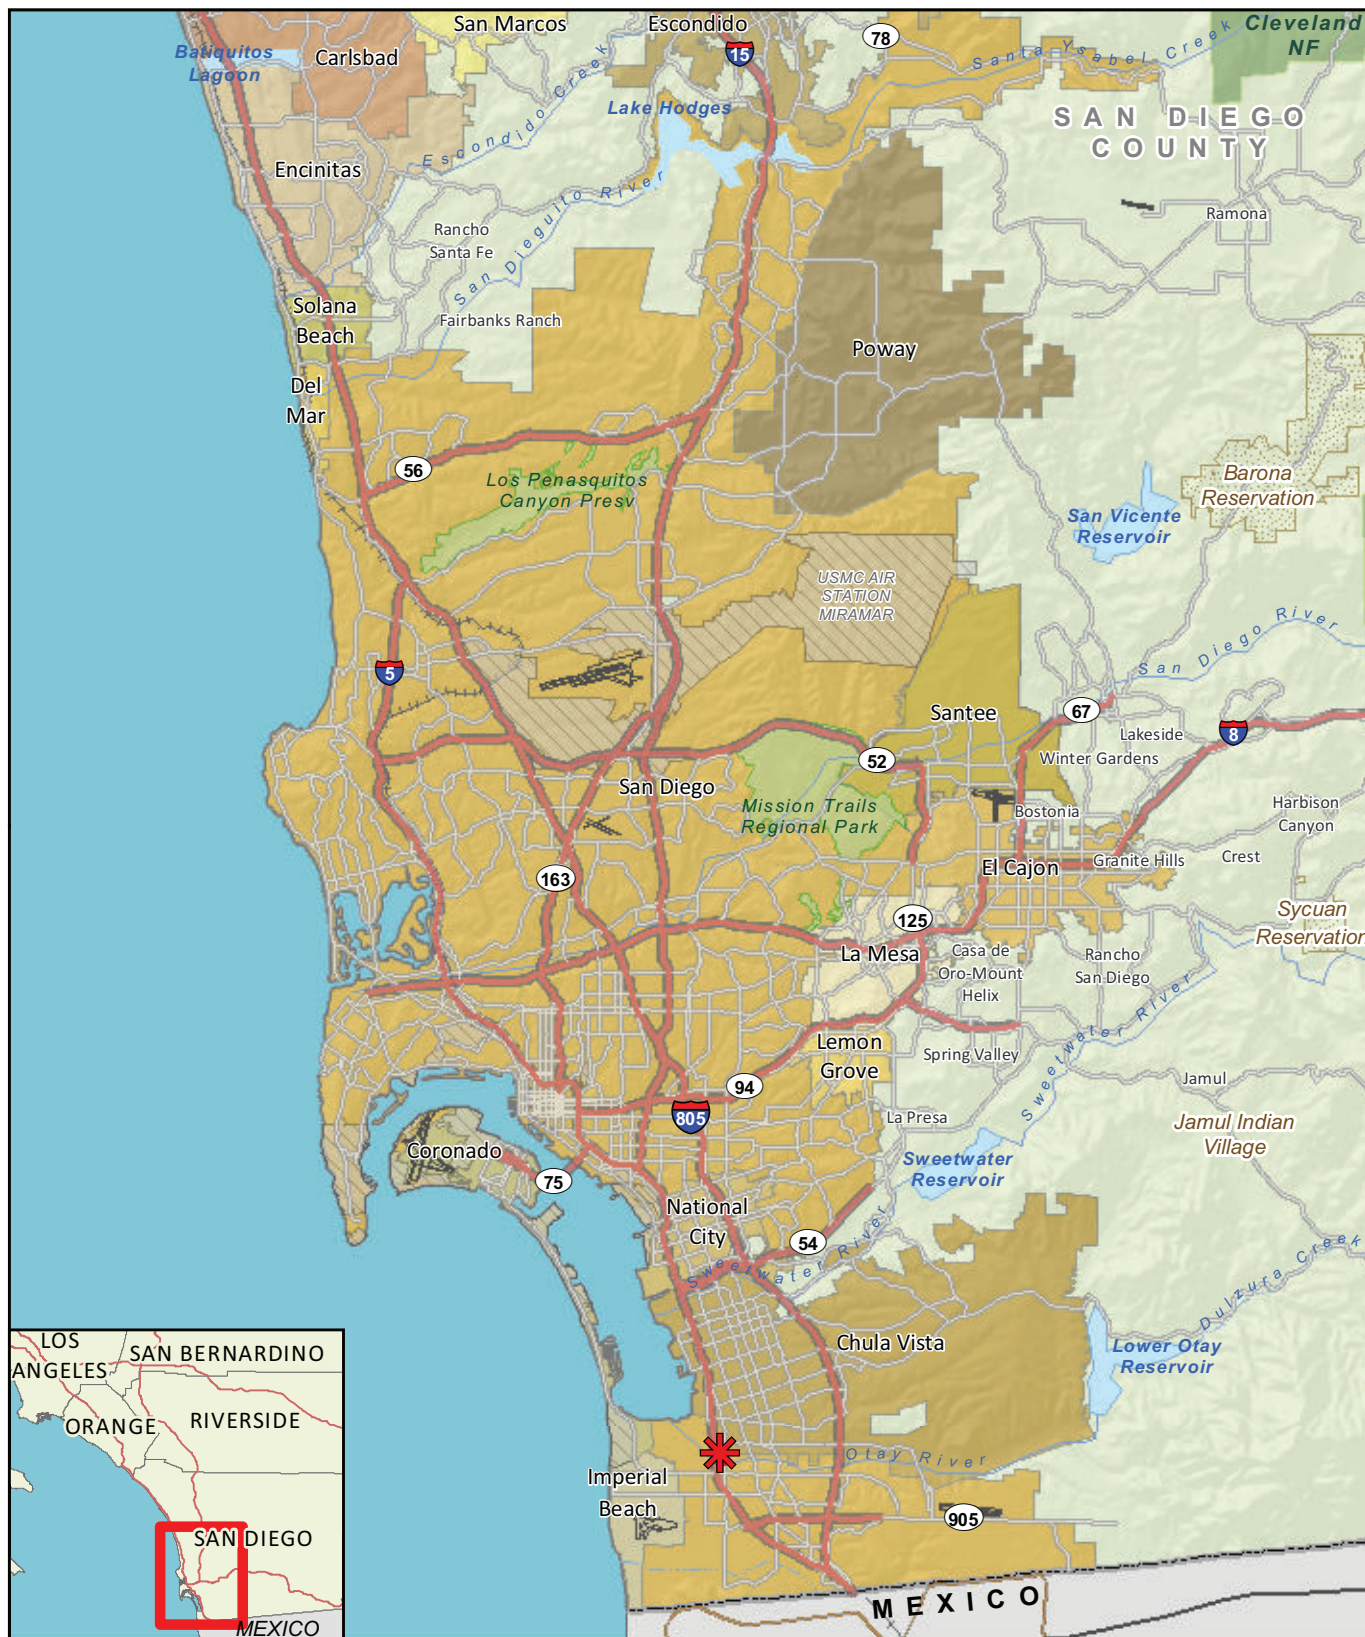 San Marcos
Escondido
Cleveland
NF
78
15
Batiquitos
Lagoon
Carlsbad
Santa Ysabel Creek
Escondido Creek
Lake Hodges
SAN DIEGO
COUNTY
Encinitas
San Dieguito River
Ramona
Rancho
Santa Fe
Solana
Beach
Fairbanks Ranch
Poway
Del
Mar
56
Los Penasquitos
Canyon Presv
Barona
Reservation
San Vicente
Reservoir
USMC AIR
STATION
MIRAMAR
San Diego River
5
Santee
67
Lakeside
8
Winter Gardens
52
San Diego
Mission Trails
Regional Park
Bostonia
Harbison
Canyon
El Cajon
Granite Hills
Crest
163
125
Sycuan
Reservation
La Mesa
Casa de
Oro-Mount
Helix
Rancho
San Diego
Sweetwater River
Lemon
Grove
Spring Valley
94
Jamul
805
La Presa
Jamul Indian
Village
Coronado
75
Sweetwater
Reservoir
National
City
54
Sweetwater River
Dulzura Creek
Chula Vista
Lower Otay
Reservoir
Otay River
Imperial
Beach
905
MEXICO
LOS
ANGELES
SAN BERNARDINO
ORANGE
RIVERSIDE
SAN DIEGO
MEXICO